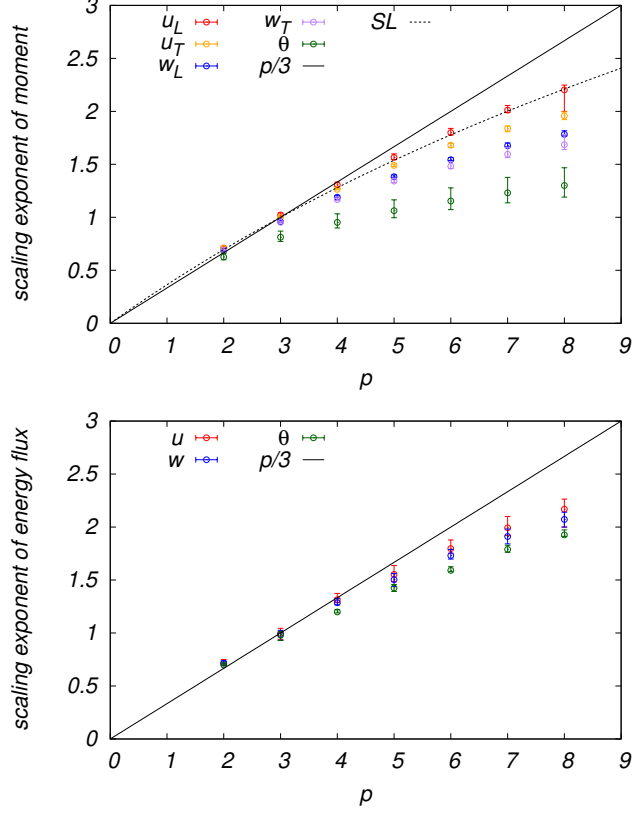 u_L w_T SL
u_T θ
w_L p/3
scaling exponent of moment
3
2.5
2
1.5
1
0.5
0
0 1 2 3 4 5 6 7 8 9
p
u θ
w p/3
scaling exponent of energy flux
3
2.5
2
1.5
1
0.5
0
0 1 2 3 4 5 6 7 8 9
p